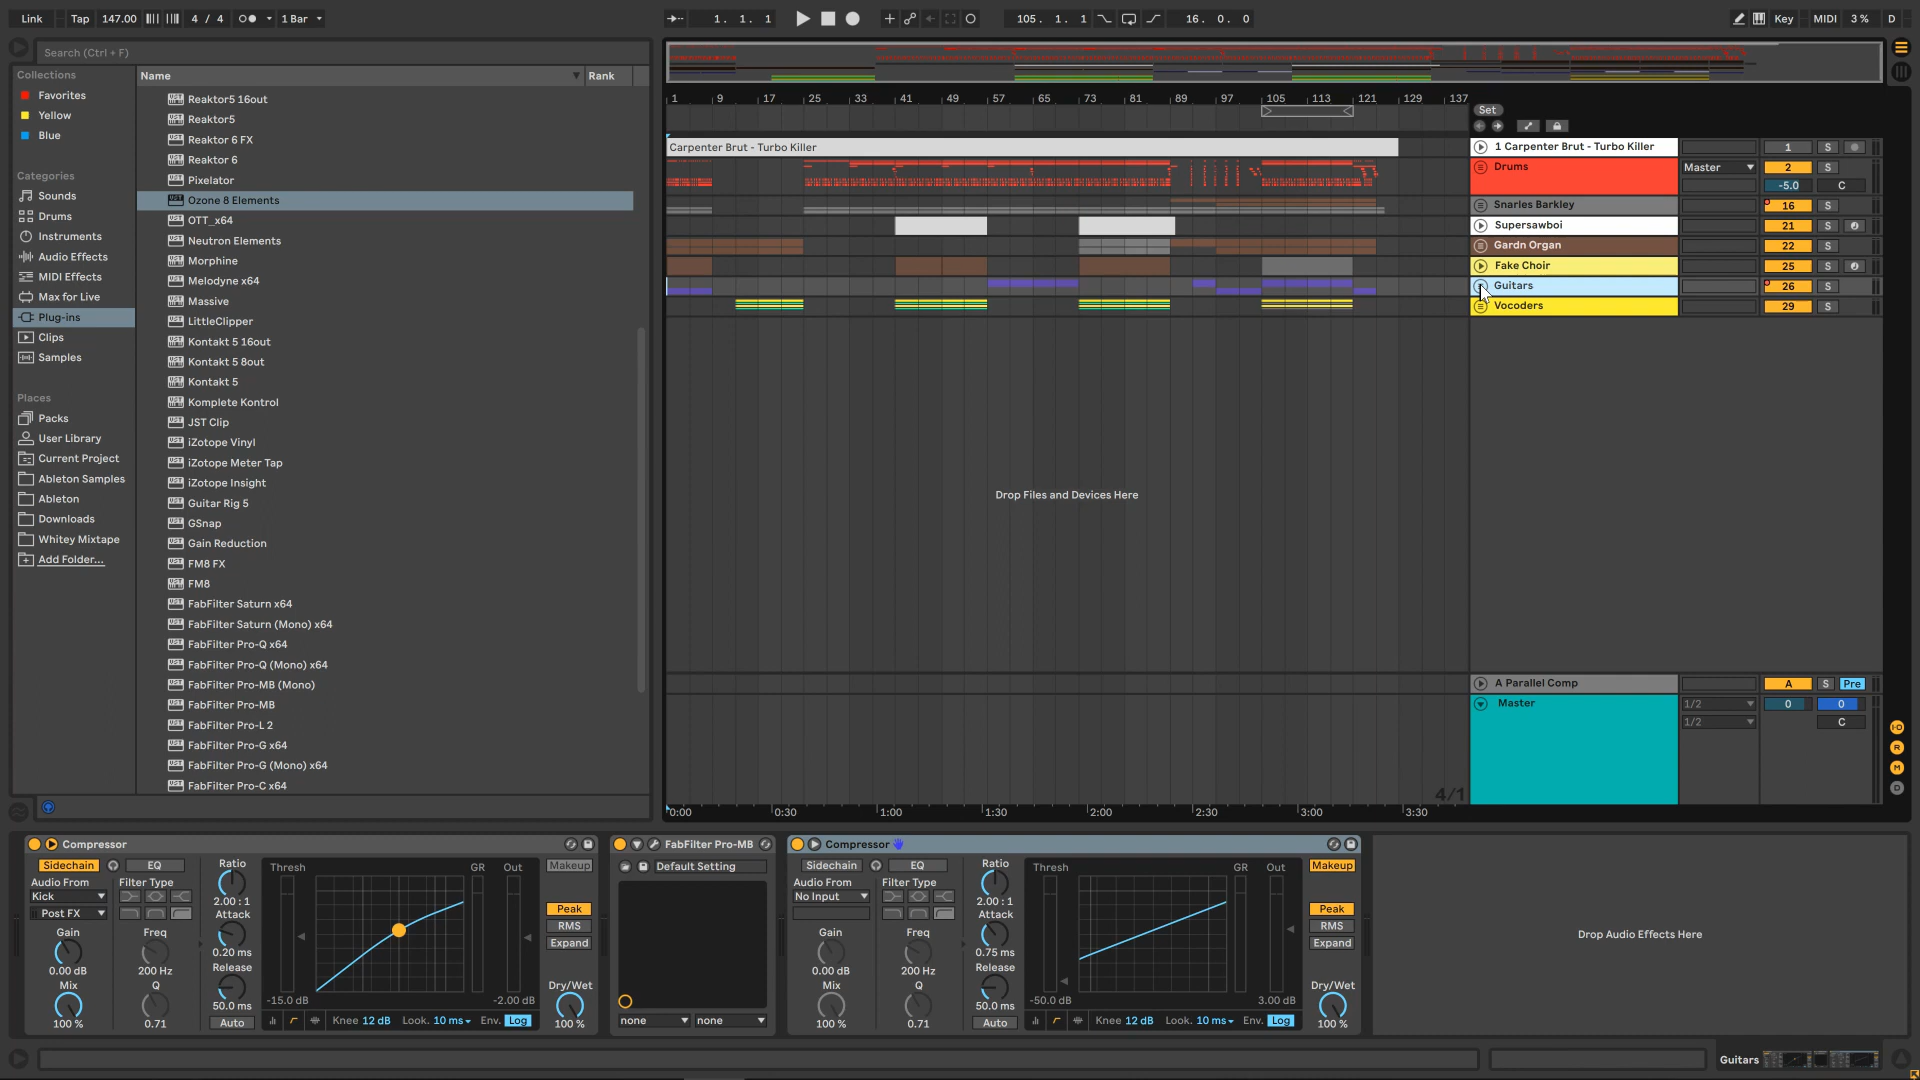 Link Tap 147.00 4 / 4 1 Bar 1. 1. 1 105. 1. 1 16. 0. 0 Key MIDI 3 % D
Search (Ctrl + F)
Collections
Favorites
Yellow
Blue
Categories
Sounds
Drums
Instruments
Audio Effects
MIDI Effects
Max for Live
Plug-ins
Clips
Samples
Places
Packs
User Library
Current Project
Ableton Samples
Ableton
Downloads
Whitey Mixtape
Add Folder...
Name Rank
Reaktor5 16out
Reaktor5
Reaktor 6 FX
Reaktor 6
Pixelator
Ozone 8 Elements
OTT_x64
Neutron Elements
Morphine
Melodyne x64
Massive
LittleClipper
Kontakt 5 16out
Kontakt 5 8out
Kontakt 5
Komplete Kontrol
JST Clip
iZotope Vinyl
iZotope Meter Tap
iZotope Insight
Guitar Rig 5
GSnap
Gain Reduction
FM8 FX
FM8
FabFilter Saturn x64
FabFilter Saturn (Mono) x64
FabFilter Pro-Q x64
FabFilter Pro-Q (Mono) x64
FabFilter Pro-MB (Mono)
FabFilter Pro-MB
FabFilter Pro-L 2
FabFilter Pro-G x64
FabFilter Pro-G (Mono) x64
FabFilter Pro-C x64
1 9 17 25 33 41 49 57 65 73 81 89 97 105 113 121 129 137
Set
Carpenter Brut - Turbo Killer
1 Carpenter Brut - Turbo Killer 1 S
Drums Master 2 S
-5.0 C
Snarles Barkley 16 S
Supersawboi 21 S
Gardn Organ 22 S
Fake Choir 25 S
Guitars 26 S
Vocoders 29 S
Drop Files and Devices Here
A Parallel Comp A S Pre
Master 1/2 0 0
1/2 C
4/1
0:00 0:30 1:00 1:30 2:00 2:30 3:00 3:30
I-O
R
M
D
Compressor
Sidechain EQ
Audio From Filter Type
Kick
Post FX
Gain Freq
0.00 dB 200 Hz
Mix Q
100 % 0.71
Ratio
2.00 : 1
Attack
0.20 ms
Release
50.0 ms
Auto
Thresh GR Out
-15.0 dB -2.00 dB
Knee 12 dB Look. 10 ms Env. Log
Makeup
Peak
RMS
Expand
Dry/Wet
100 %
FabFilter Pro-MB
Default Setting
none none
Compressor
Sidechain EQ
Audio From Filter Type
No Input
Gain Freq
0.00 dB 200 Hz
Mix Q
100 % 0.71
Ratio
2.00 : 1
Attack
0.75 ms
Release
50.0 ms
Auto
Thresh GR Out
-50.0 dB 3.00 dB
Knee 12 dB Look. 10 ms Env. Log
Makeup
Peak
RMS
Expand
Dry/Wet
100 %
Drop Audio Effects Here
Guitars